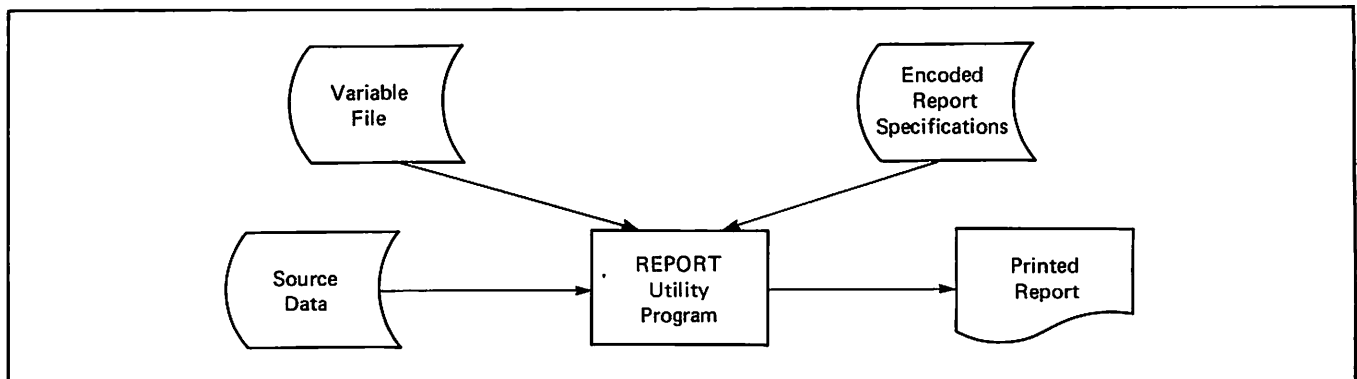 Variable
File
Encoded
Report
Specifications
Source
Data
REPORT
Utility
Program
Printed
Report